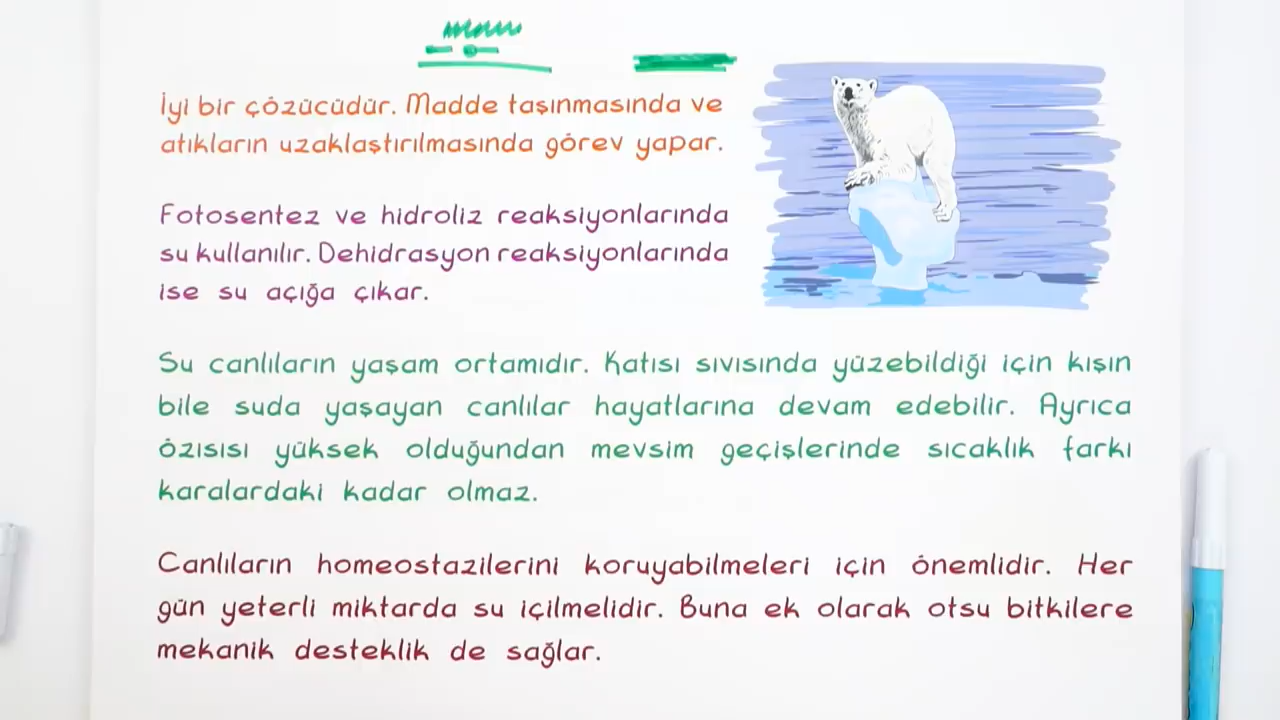 İyi bir çözücüdür. Madde taşınmasında ve
atıkların uzaklaştırılmasında görev yapar.
Fotosentez ve hidroliz reaksiyonlarında
su kullanılır. Dehidrasyon reaksiyonlarında
ise su açığa çıkar.
Su canlıların yaşam ortamıdır. Katısı sıvısında yüzebildiği için kışın
bile suda yaşayan canlılar hayatlarına devam edebilir. Ayrıca
özısısı yüksek olduğundan mevsim geçişlerinde sıcaklık farkı
karalardaki kadar olmaz.
Canlıların homeostazilerini koruyabilmeleri için önemlidir. Her
gün yeterli miktarda su içilmelidir. Buna ek olarak otsu bitkilere
mekanik desteklik de sağlar.